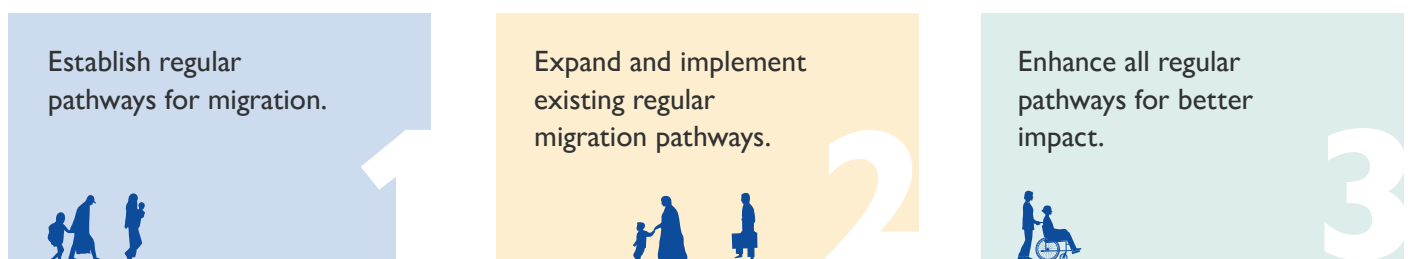 Establish regular
pathways for migration.
1
Expand and implement
existing regular
migration pathways.
2
Enhance all regular
pathways for better
impact.
3